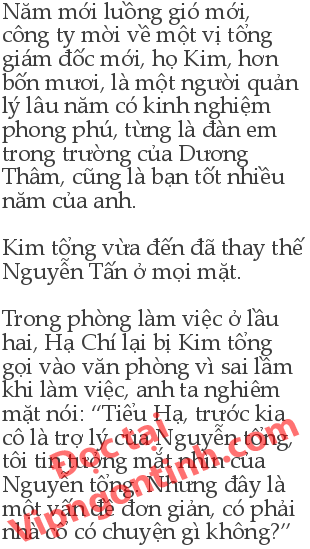 Năm mới luồng gió mới,
công ty mời về một vị tổng
giám đốc mới, họ Kim, hơn
bốn mươi, là một người quản
lý lâu năm có kinh nghiệm
phong phú, từng là đàn em
trong trường của Dương
Thâm, cũng là bạn tốt nhiều
năm của anh.
Kim tổng vừa đến đã thay thế
Nguyễn Tấn ở mọi mặt.
Trong phòng làm việc ở lầu
hai, Hạ Chí lại bị Kim tổng
gọi vào văn phòng vì sai lầm
khi làm việc, anh ta nghiêm
mặt nói: “Tiểu Hạ, trước kia
cô là trợ lý của Nguyễn tổng,
tôi tin tưởng mắt nhìn của
Nguyễn tổng. Nhưng đây là
một vấn đề đơn giản, có phải
nhà cô có chuyện gì không?”
Đọc tại
Vipngontinh.com